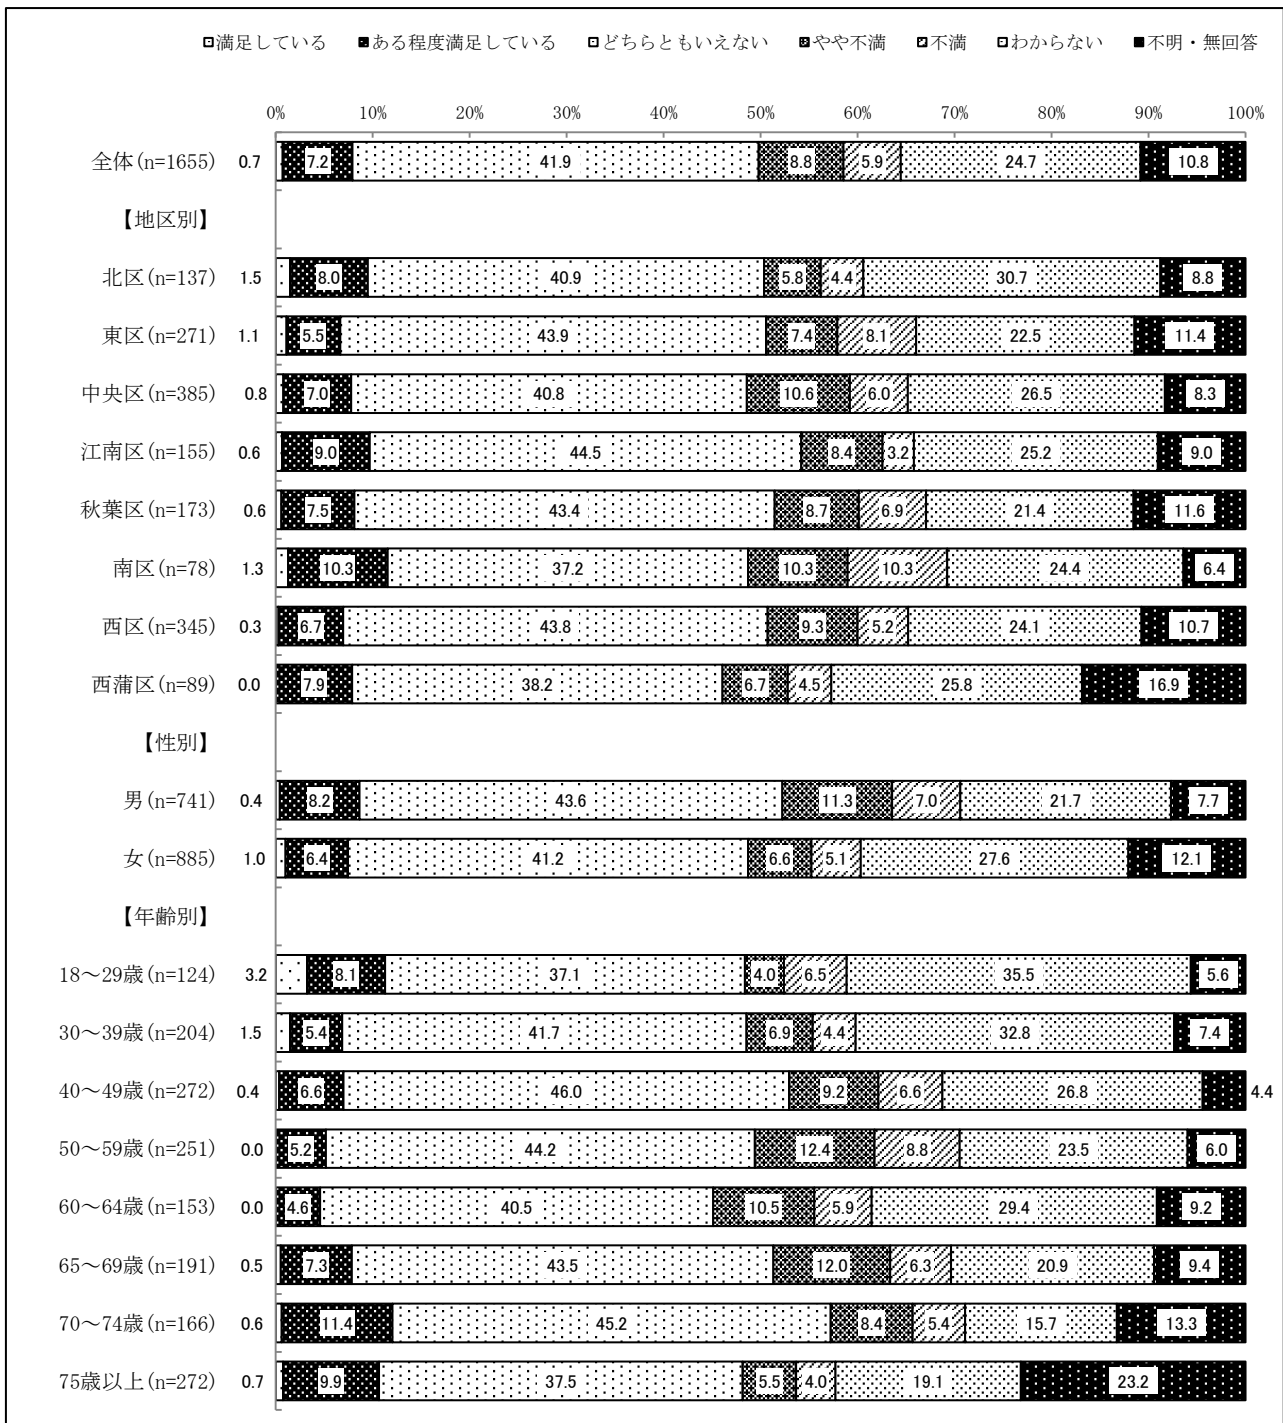 満足している ある程度満足している どちらともいえない やや不満 不満 わからない 不明・無回答
0% 10% 20% 30% 40% 50% 60% 70% 80% 90% 100%
全体(n=1655) 0.7 7.2 41.9 8.8 5.9 24.7 10.8
【地区別】
北区(n=137) 1.5 8.0 40.9 5.8 4.4 30.7 8.8
東区(n=271) 1.1 5.5 43.9 7.4 8.1 22.5 11.4
中央区(n=385) 0.8 7.0 40.8 10.6 6.0 26.5 8.3
江南区(n=155) 0.6 9.0 44.5 8.4 3.2 25.2 9.0
秋葉区(n=173) 0.6 7.5 43.4 8.7 6.9 21.4 11.6
南区(n=78) 1.3 10.3 37.2 10.3 10.3 24.4 6.4
西区(n=345) 0.3 6.7 43.8 9.3 5.2 24.1 10.7
西蒲区(n=89) 0.0 7.9 38.2 6.7 4.5 25.8 16.9
【性別】
男(n=741) 0.4 8.2 43.6 11.3 7.0 21.7 7.7
女(n=885) 1.0 6.4 41.2 6.6 5.1 27.6 12.1
【年齢別】
18～29歳(n=124) 3.2 8.1 37.1 4.0 6.5 35.5 5.6
30～39歳(n=204) 1.5 5.4 41.7 6.9 4.4 32.8 7.4
40～49歳(n=272) 0.4 6.6 46.0 9.2 6.6 26.8 4.4
50～59歳(n=251) 0.0 5.2 44.2 12.4 8.8 23.5 6.0
60～64歳(n=153) 0.0 4.6 40.5 10.5 5.9 29.4 9.2
65～69歳(n=191) 0.5 7.3 43.5 12.0 6.3 20.9 9.4
70～74歳(n=166) 0.6 11.4 45.2 8.4 5.4 15.7 13.3
75歳以上(n=272) 0.7 9.9 37.5 5.5 4.0 19.1 23.2